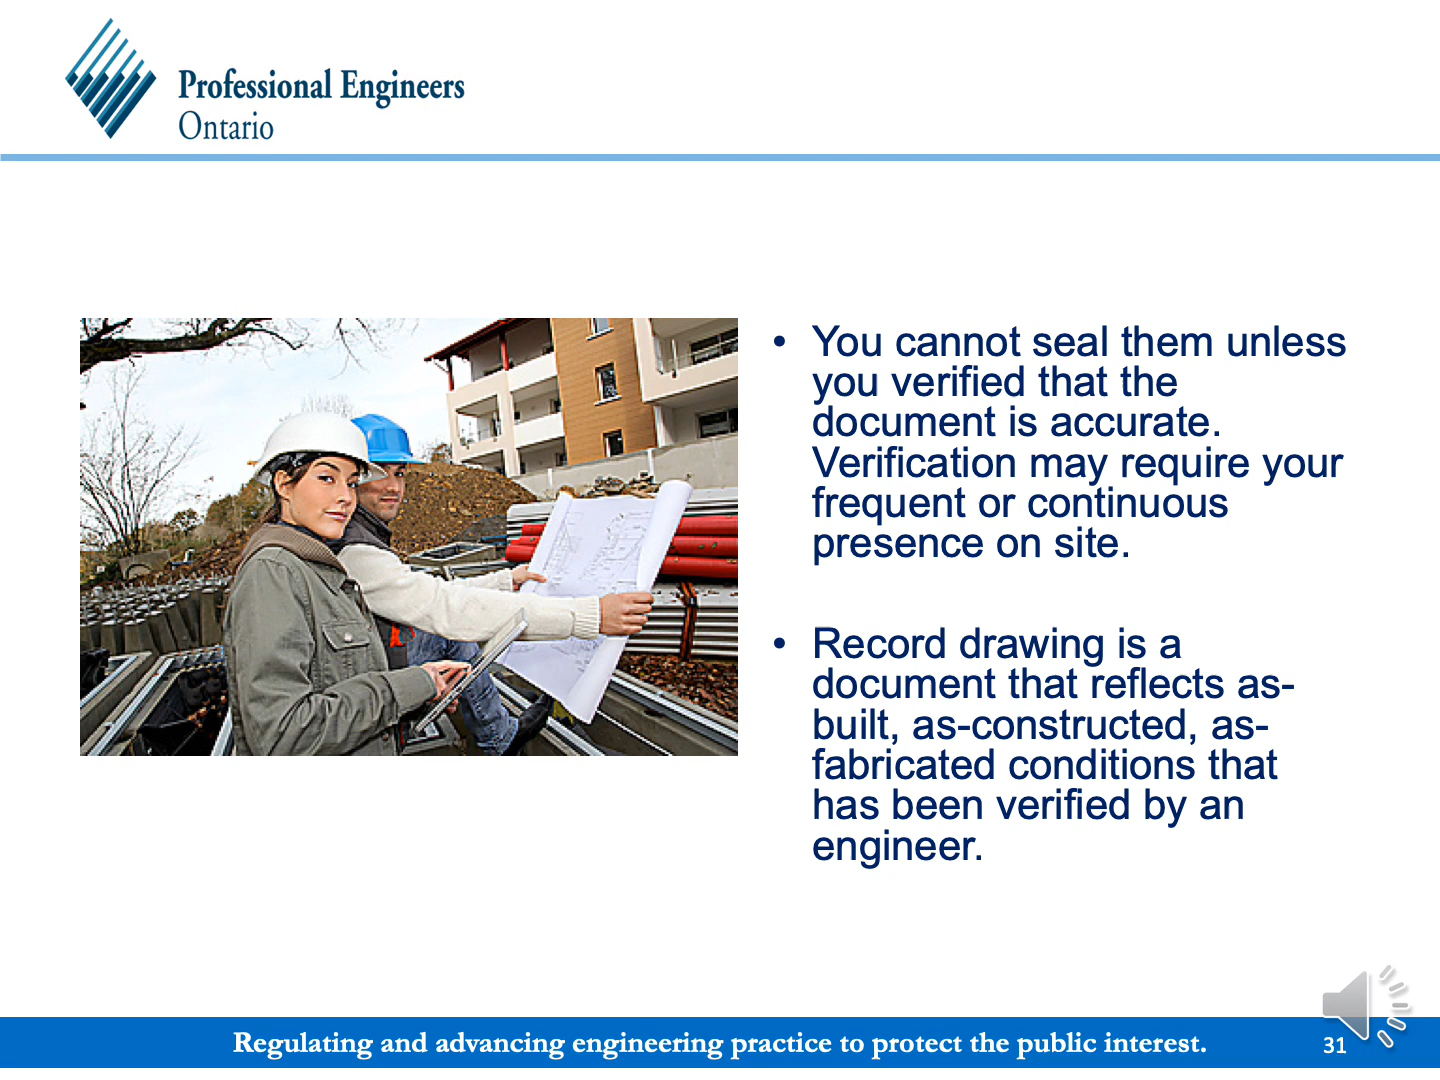 Professional Engineers
Ontario
• You cannot seal them unless
you verified that the
document is accurate.
Verification may require your
frequent or continuous
presence on site.
• Record drawing is a
document that reflects as-
built, as-constructed, as-
fabricated conditions that
has been verified by an
engineer.
Regulating and advancing engineering practice to protect the public interest.
31